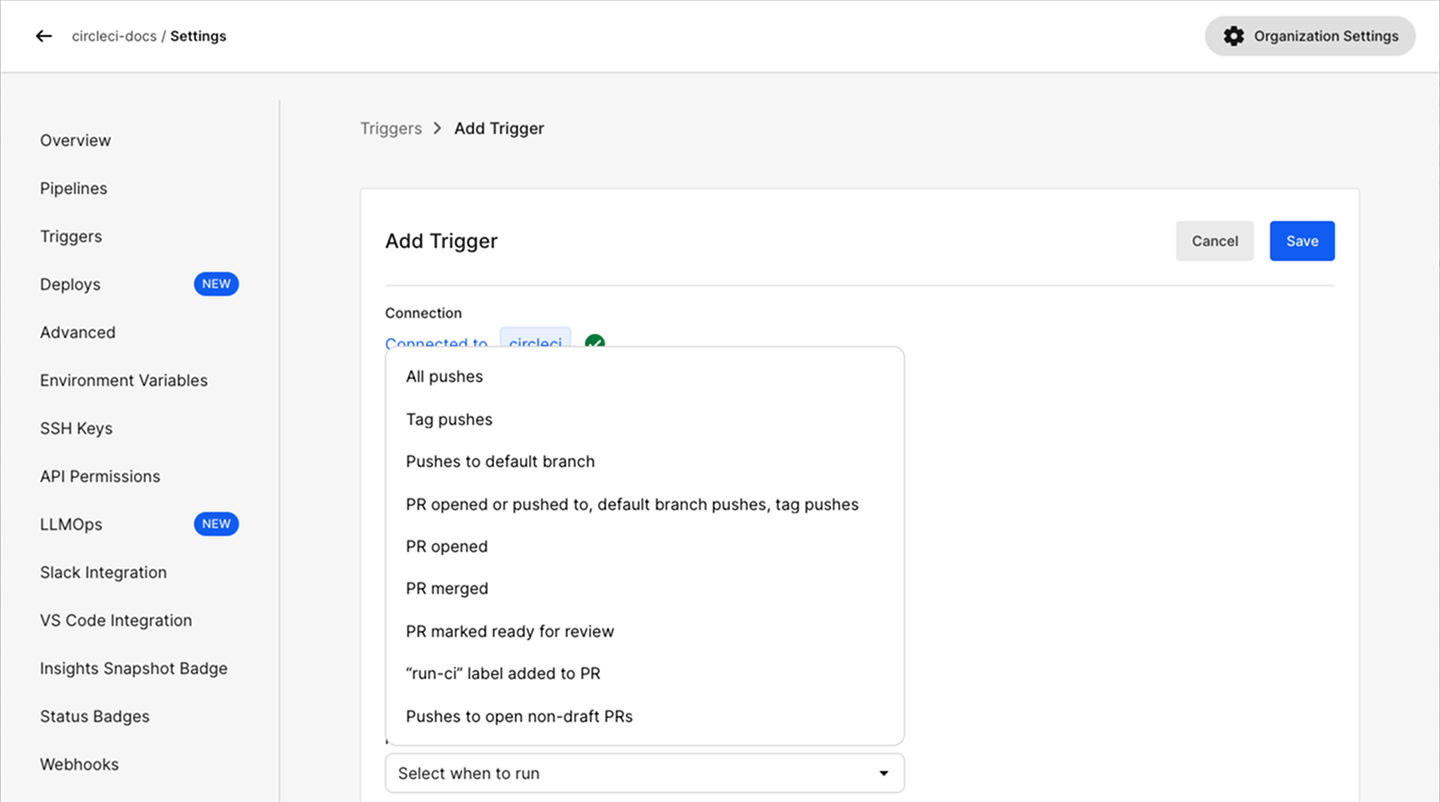 circleci-docs / Settings
Organization Settings
Overview
Pipelines
Triggers
Deploys NEW
Advanced
Environment Variables
SSH Keys
API Permissions
LLMOps NEW
Slack Integration
VS Code Integration
Insights Snapshot Badge
Status Badges
Webhooks
Triggers > Add Trigger
Add Trigger
Cancel
Save
Connection
Connected to circleci
All pushes
Tag pushes
Pushes to default branch
PR opened or pushed to, default branch pushes, tag pushes
PR opened
PR merged
PR marked ready for review
“run-ci” label added to PR
Pushes to open non-draft PRs
Select when to run